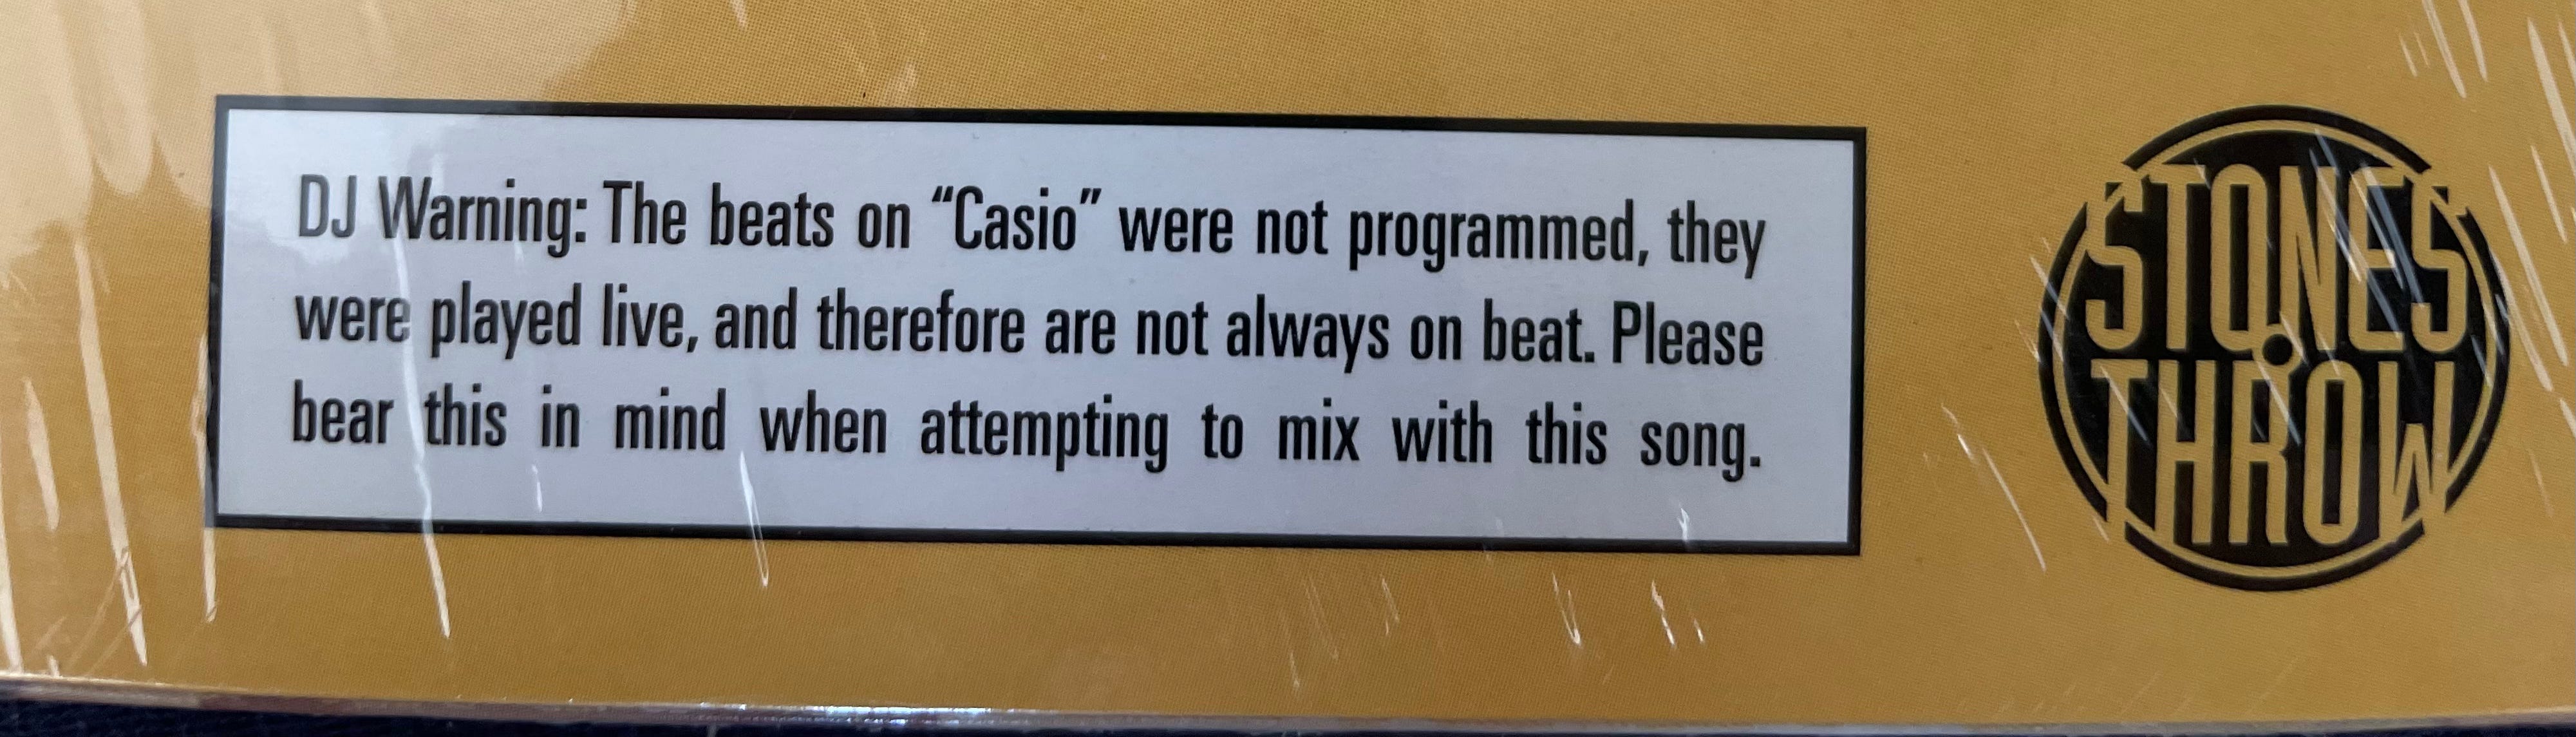 DJ Warning: The beats on “Casio” were not programmed, they
were played live, and therefore are not always on beat. Please
bear this in mind when attempting to mix with this song.
STONES
THROW